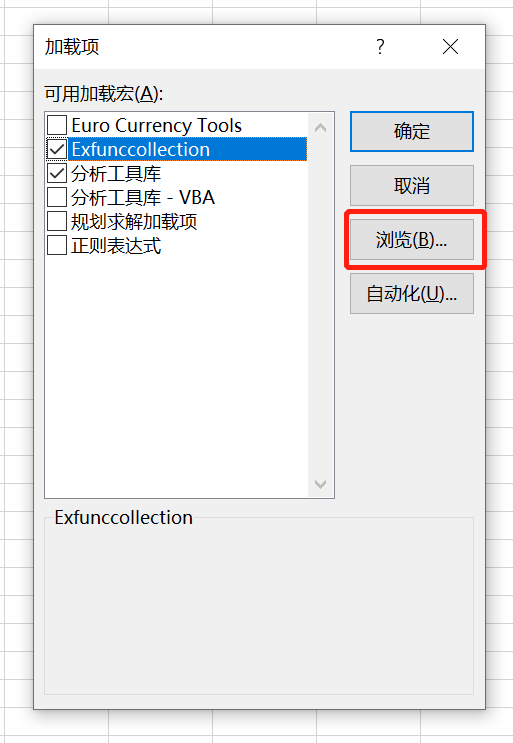 加载项
可用加载宏(A):
Euro Currency Tools
Exfunccollection
分析工具库
分析工具库 - VBA
规划求解加载项
正则表达式
确定
取消
浏览(B)...
自动化(U)...
Exfunccollection